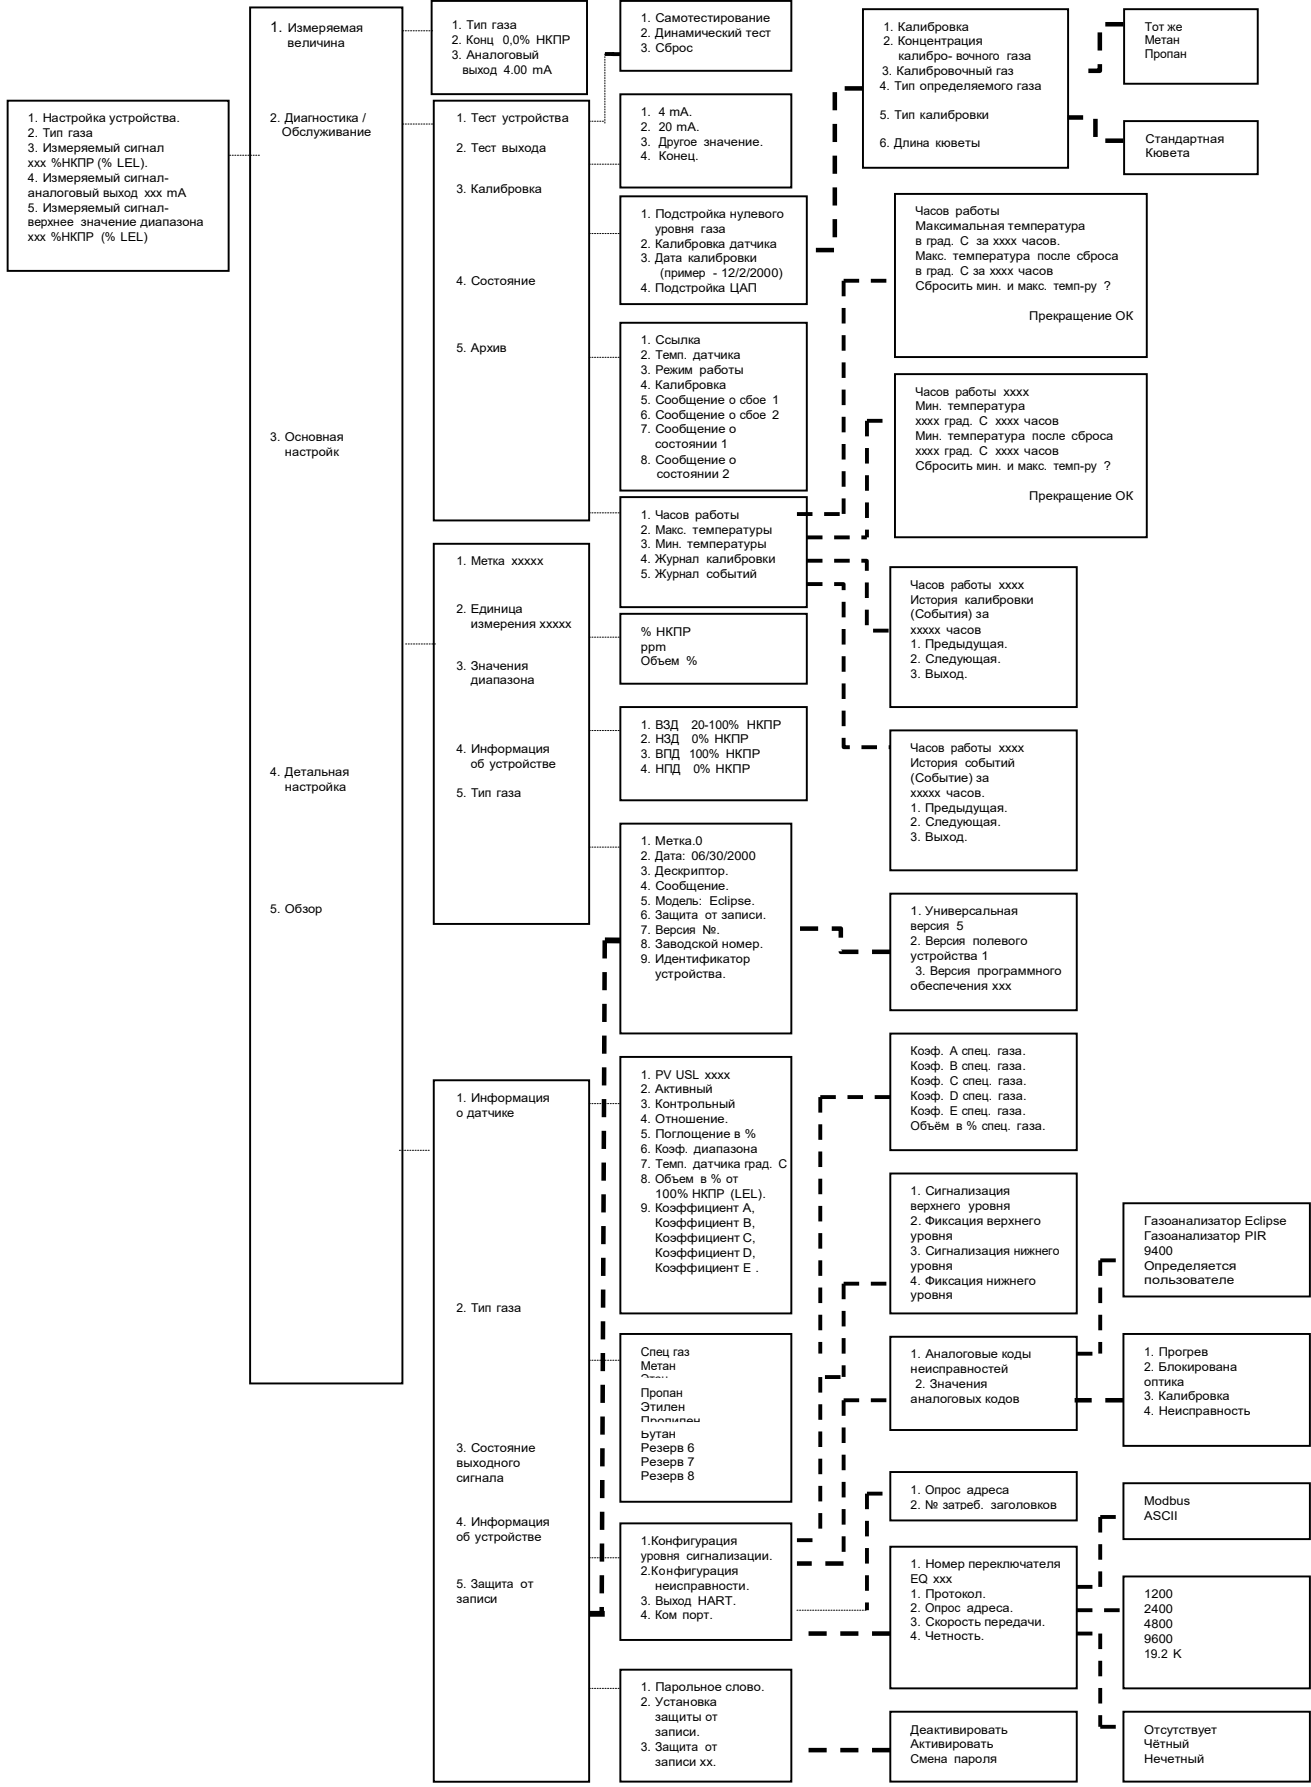 1. Настройка устройства.
2. Тип газа
3. Измеряемый сигнал
xxx %НКПР (% LEL).
4. Измеряемый сигнал-
аналоговый выход xxx mA
5. Измеряемый сигнал-
верхнее значение диапазона
xxx %НКПР (% LEL)
1. Измеряемая
величина
2. Диагностика /
Обслуживание
3. Основная
настройк
4. Детальная
настройка
5. Обзор
1. Тип газа
2. Конц 0,0% НКПР
3. Аналоговый
выход 4.00 mA
1. Тест устройства
2. Тест выхода
3. Калибровка
4. Состояние
5. Архив
1. Метка xxxxx
2. Единица
измерения xxxxx
3. Значения
диапазона
4. Информация
об устройстве
5. Тип газа
1. Информация
о датчике
2. Тип газа
3. Состояние
выходного
сигнала
4. Информация
об устройстве
5. Защита от
записи
1. Самотестирование
2. Динамический тест
3. Сброс
1. 4 mA.
2. 20 mA.
3. Другое значение.
4. Конец.
1. Подстройка нулевого
уровня газа
2. Калибровка датчика
3. Дата калибровки
(пример - 12/2/2000)
4. Подстройка ЦАП
1. Ссылка
2. Темп. датчика
3. Режим работы
4. Калибровка
5. Сообщение о сбое 1
6. Сообщение о сбое 2
7. Сообщение о
состоянии 1
8. Сообщение о
состоянии 2
1. Часов работы
2. Макс. температуры
3. Мин. температуры
4. Журнал калибровки
5. Журнал событий
% НКПР
ppm
Объем %
1. ВЗД 20-100% НКПР
2. НЗД 0% НКПР
3. ВПД 100% НКПР
4. НПД 0% НКПР
1. Метка.0
2. Дата: 06/30/2000
3. Дескриптор.
4. Сообщение.
5. Модель: Eclipse.
6. Защита от записи.
7. Версия №.
8. Заводской номер.
9. Идентификатор
устройства.
1. PV USL xxxx
2. Активный
3. Контрольный
4. Отношение.
5. Поглощение в %
6. Коэф. диапазона
7. Темп. датчика град. С
8. Объем в % от
100% НКПР (LEL).
9. Коэффициент А,
Коэффициент В,
Коэффициент С,
Коэффициент D,
Коэффициент Е .
Спец газ
Метан
Этан
Пропан
Этилен
Пропилен
Бутан
Резерв 6
Резерв 7
Резерв 8
1.Конфигурация
уровня сигнализации.
2.Конфигурация
неисправности.
3. Выход HART.
4. Ком порт.
1. Парольное слово.
2. Установка
защиты от
записи.
3. Защита от
записи xx.
1. Калибровка
2. Концентрация
калибро- вочного газа
3. Калибровочный газ
4. Тип определяемого газа
5. Тип калибровки
6. Длина кюветы
Тот же
Метан
Пропан
Стандартная
Кювета
Часов работы
Максимальная температура
в град. С за xxxx часов.
Макс. температура после сброса
в град. С за xxxx часов
Сбросить мин. и макс. темп-ру ?
Прекращение ОК
Часов работы xxxx
Мин. температура
xxxx град. С xxxx часов
Мин. температура после сброса
xxxx град. С xxxx часов
Сбросить мин. и макс. темп-ру ?
Прекращение ОК
Часов работы xxxx
История калибровки
(События) за
xxxxx часов
1. Предыдущая.
2. Следующая.
3. Выход.
Часов работы xxxx
История событий
(Событие) за
xxxxx часов.
1. Предыдущая.
2. Следующая.
3. Выход.
1. Универсальная
версия 5
2. Версия полевого
устройства 1
3. Версия программного
обеспечения xxx
Коэф. А спец. газа.
Коэф. В спец. газа.
Коэф. С спец. газа.
Коэф. D спец. газа.
Коэф. Е спец. газа.
Объём в % спец. газа.
1. Сигнализация
верхнего уровня
2. Фиксация верхнего
уровня
3. Сигнализация нижнего
уровня
4. Фиксация нижнего
уровня
1. Аналоговые коды
неисправностей
2. Значения
аналоговых кодов
Газоанализатор Eclipse
Газоанализатор PIR
9400
Определяется
пользователе
1. Прогрев
2. Блокирована
оптика
3. Калибровка
4. Неисправность
1. Опрос адреса
2. № затреб. заголовков
1. Номер переключателя
EQ xxx
1. Протокол.
2. Опрос адреса.
3. Скорость передачи.
4. Четность.
Modbus
ASCII
1200
2400
4800
9600
19.2 K
Отсутствует
Чётный
Нечетный
Деактивировать
Активировать
Смена пароля